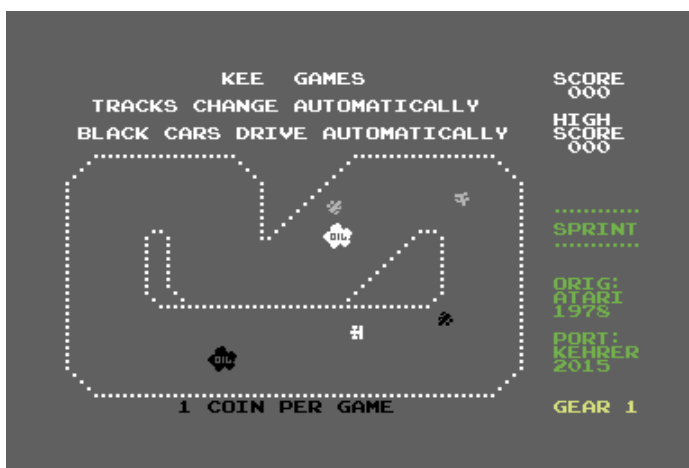 KEE GAMES
TRACKS CHANGE AUTOMATICALLY
BLACK CARS DRIVE AUTOMATICALLY
OIL
OIL
1 COIN PER GAME
SCORE
000
HIGH
SCORE
000
SPRINT
ORIG:
ATARI
1978
PORT:
KEHRER
2015
GEAR 1